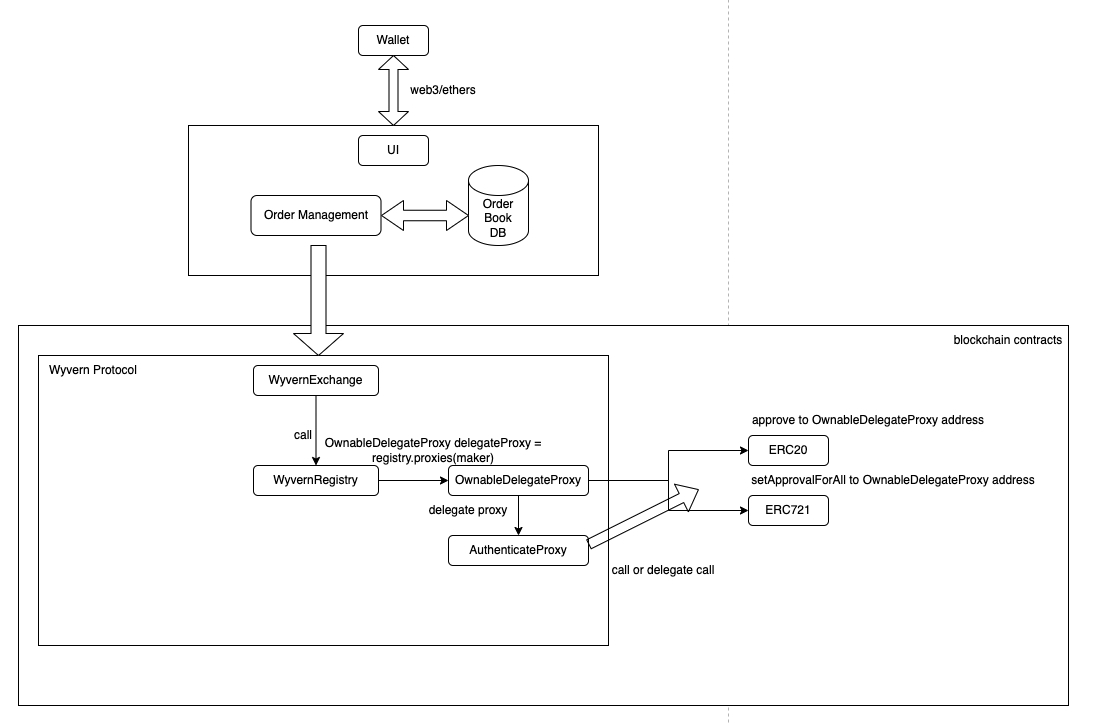 Wallet
web3/ethers
UI
Order Management
Order
Book
DB
blockchain contracts
Wyvern Protocol
WyvernExchange
call
OwnableDelegateProxy delegateProxy =
registry.proxies(maker)
WyvernRegistry
OwnableDelegateProxy
delegate proxy
AuthenticateProxy
approve to OwnableDelegateProxy address
ERC20
setApprovalForAll to OwnableDelegateProxy address
ERC721
call or delegate call